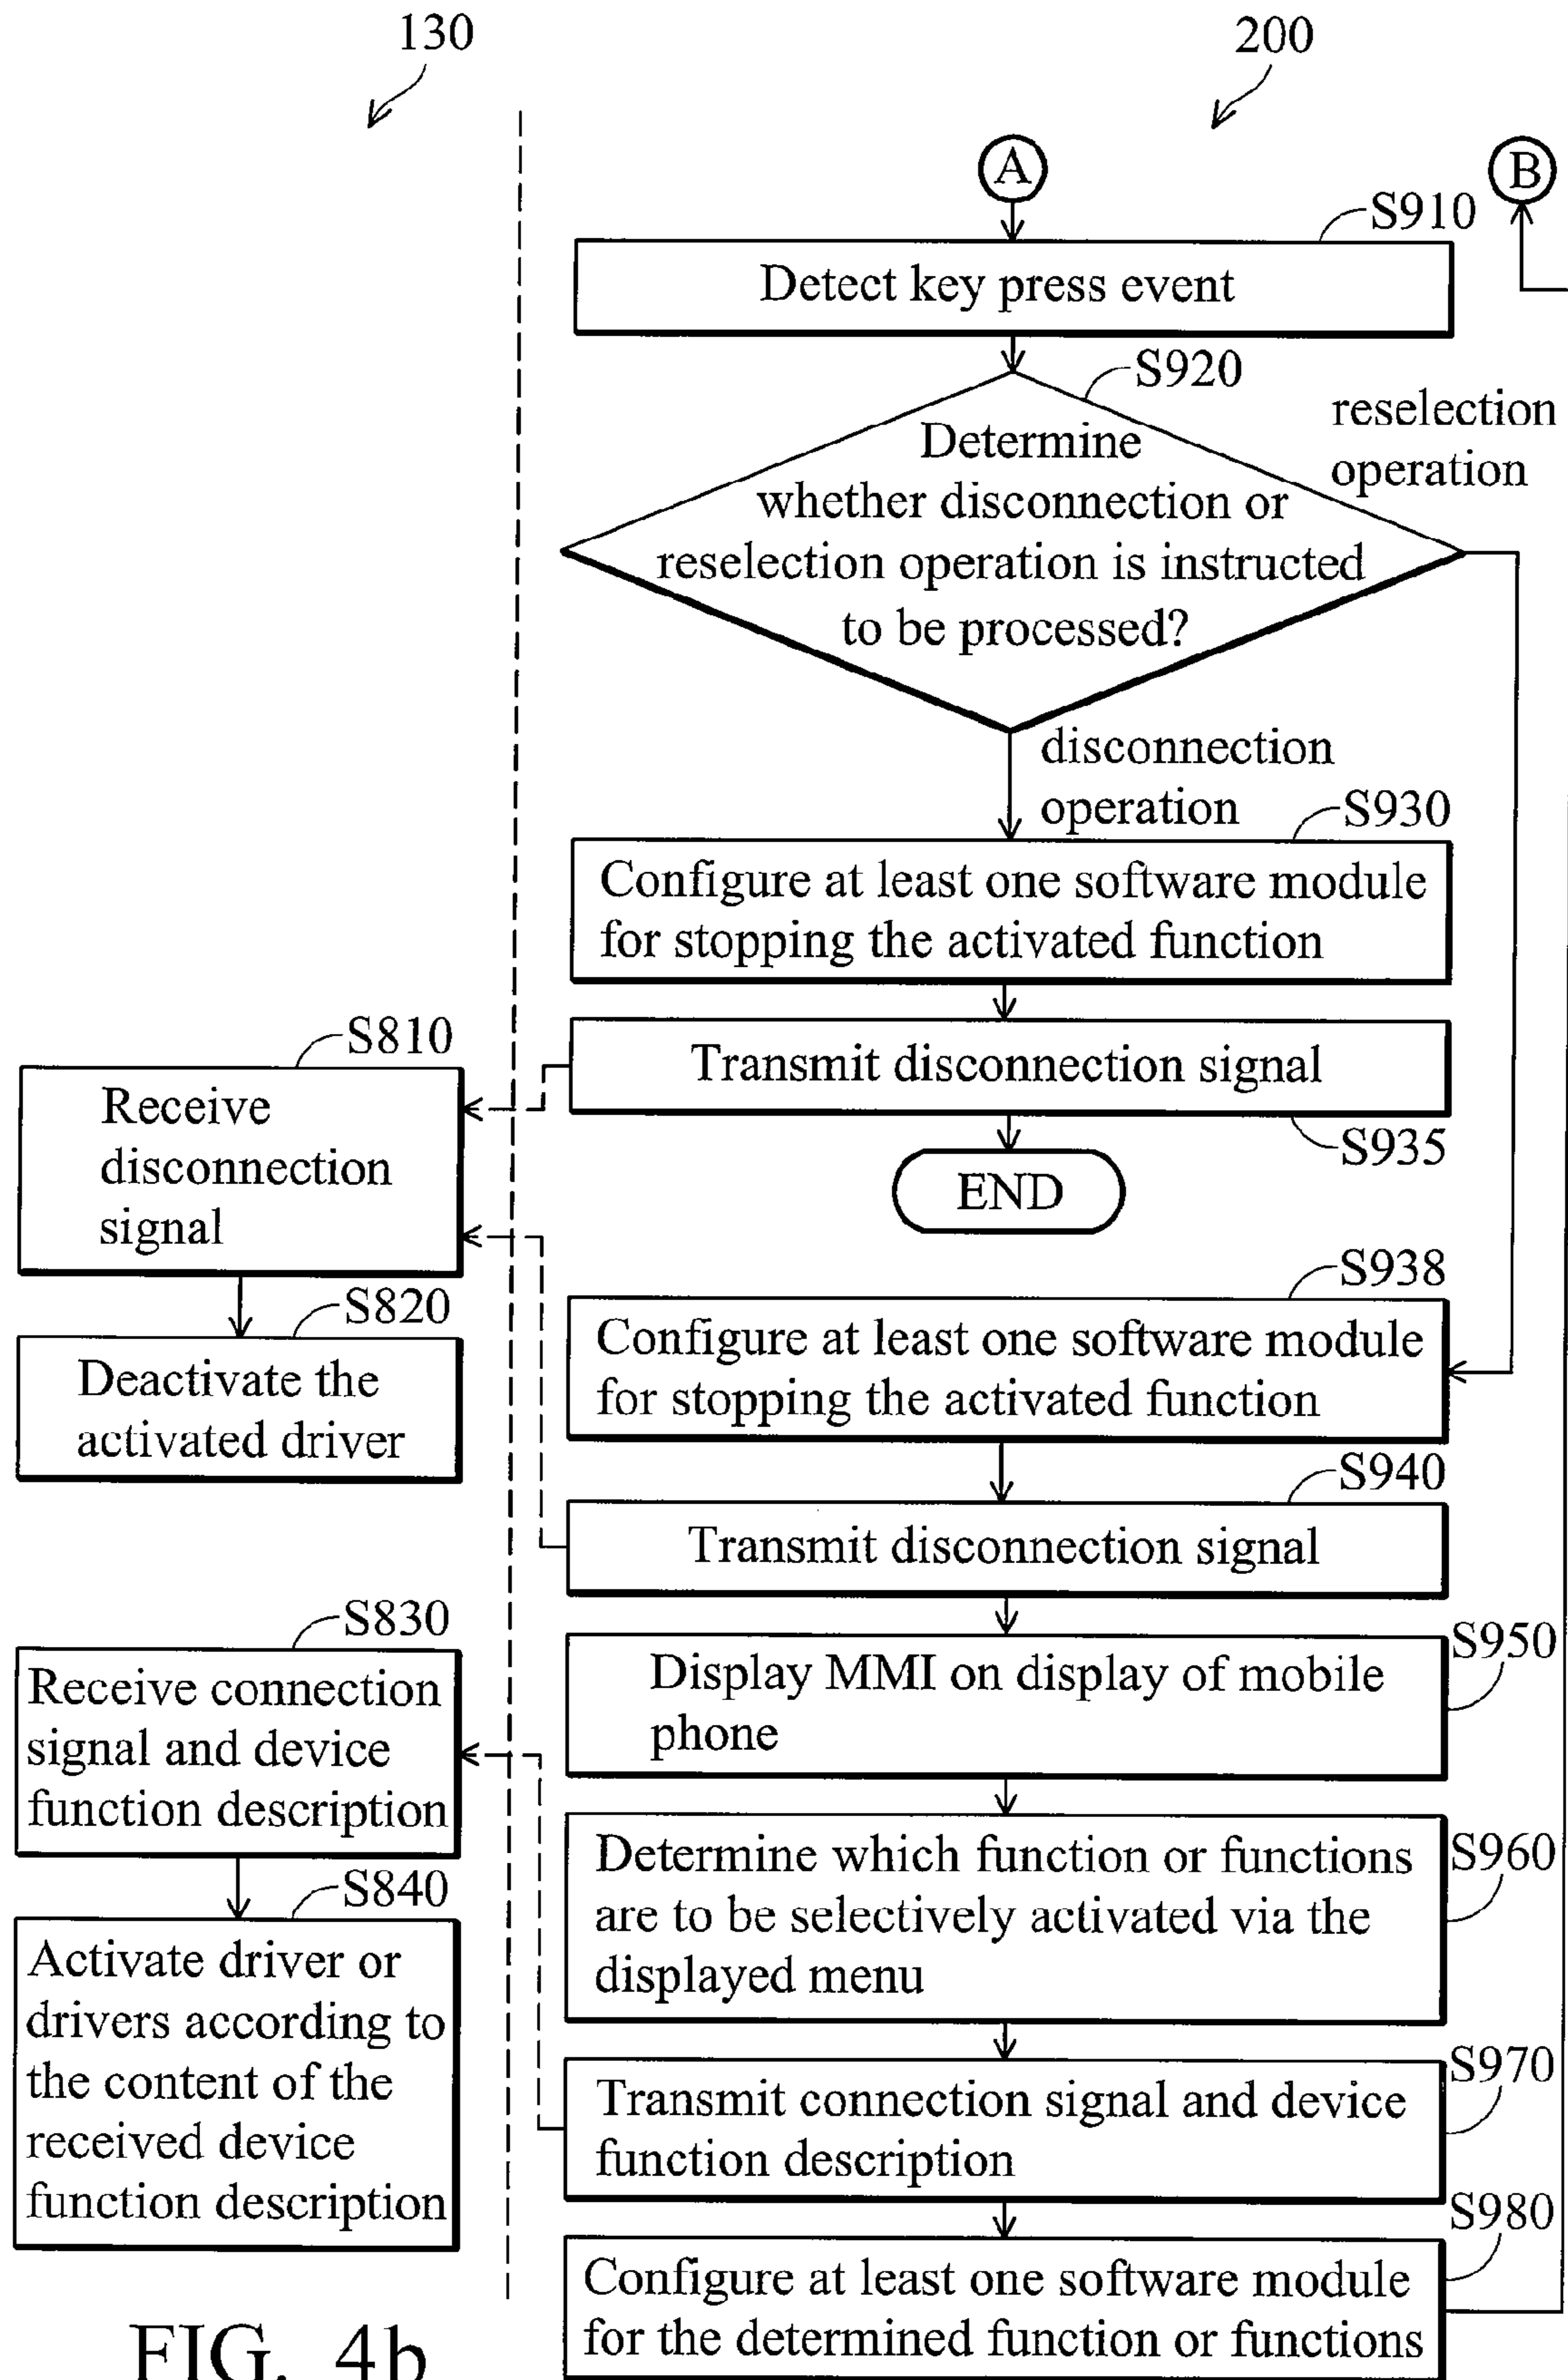 130
200
A
B
S910
Detect key press event
S920
Determine
whether disconnection or
reselection operation is instructed
to be processed?
reselection
operation
disconnection
operation
S930
Configure at least one software module
for stopping the activated function
Transmit disconnection signal
S935
END
S810
Receive
disconnection
signal
S820
Deactivate the
activated driver
S938
Configure at least one software module
for stopping the activated function
S940
Transmit disconnection signal
S950
Display MMI on display of mobile
phone
S830
Receive connection
signal and device
function description
S960
Determine which function or functions
are to be selectively activated via the
displayed menu
S840
Activate driver or
drivers according to
the content of the
received device
function description
S970
Transmit connection signal and device
function description
S980
Configure at least one software module
for the determined function or functions
FIG. 4b